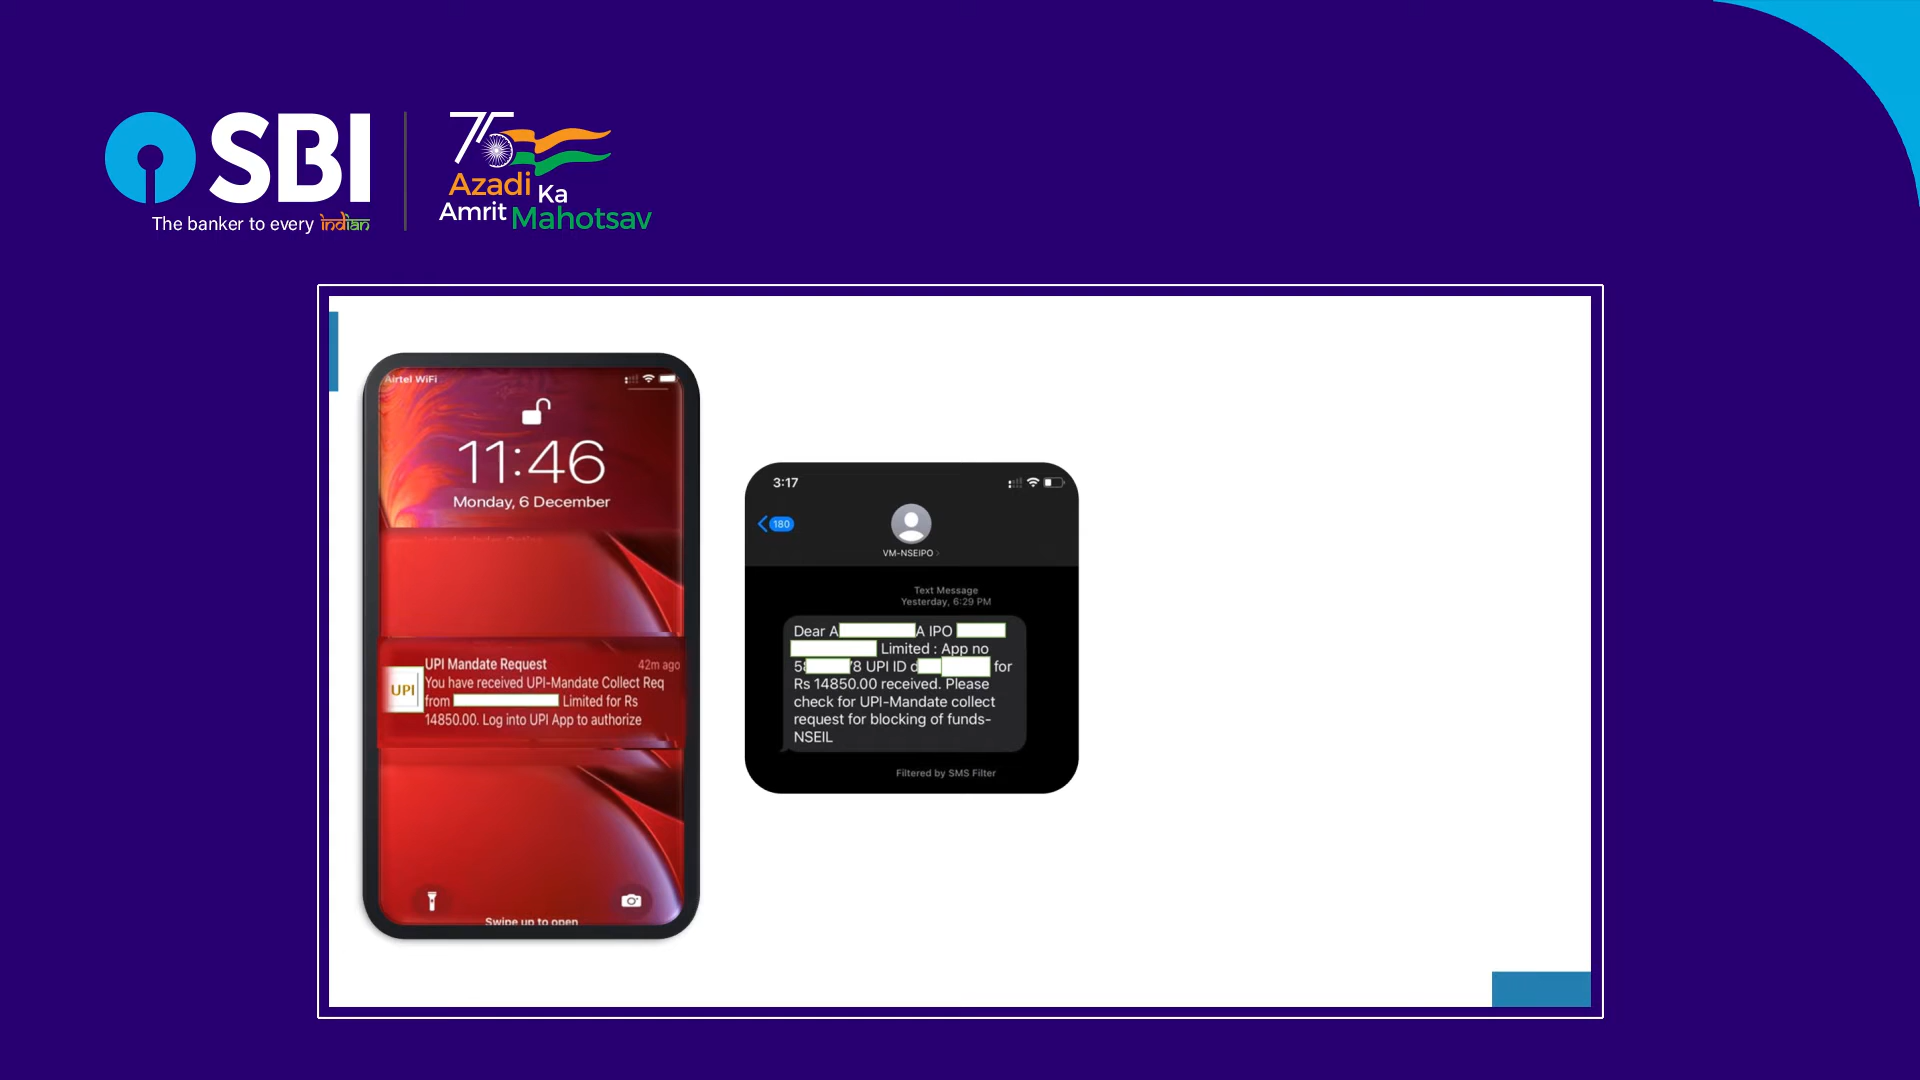 SBI
The banker to every indian
75
Azadi Ka
Amrit Mahotsav
Airtel WiFi
11:46
Monday, 6 December
UPI
UPI Mandate Request 42m ago
You have received UPI-Mandate Collect Req
from Limited for Rs
14850.00. Log into UPI App to authorize
Swipe up to open
3:17
180
VM-NSEIPO
Text Message
Yesterday, 6:29 PM
Dear A A IPO
Limited : App no
5 8 UPI ID d for
Rs 14850.00 received. Please
check for UPI-Mandate collect
request for blocking of funds-
NSEIL
Filtered by SMS Filter